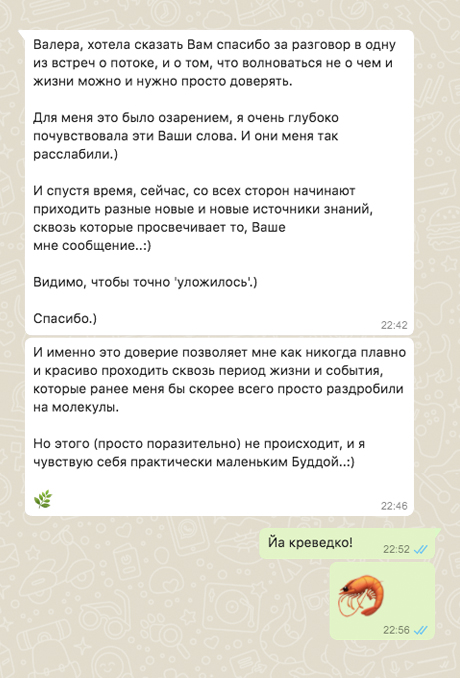 Валера, хотела сказать Вам спасибо за разговор в одну
из встреч о потоке, и о том, что волноваться не о чем и
жизни можно и нужно просто доверять.
Для меня это было озарением, я очень глубоко
почувствовала эти Ваши слова. И они меня так
расслабили.)
И спустя время, сейчас, со всех сторон начинают
приходить разные новые и новые источники знаний,
сквозь которые просвечивает то, Ваше
мне сообщение..:)
Видимо, чтобы точно 'уложилось'.)
Спасибо.)
22:42
И именно это доверие позволяет мне как никогда плавно
и красиво проходить сквозь период жизни и события,
которые ранее меня бы скорее всего просто раздробили
на молекулы.
Но этого (просто поразительно) не происходит, и я
чувствую себя практически маленьким Буддой..:)
🌿
22:46
Йа креведко!
22:52
🦐
22:56